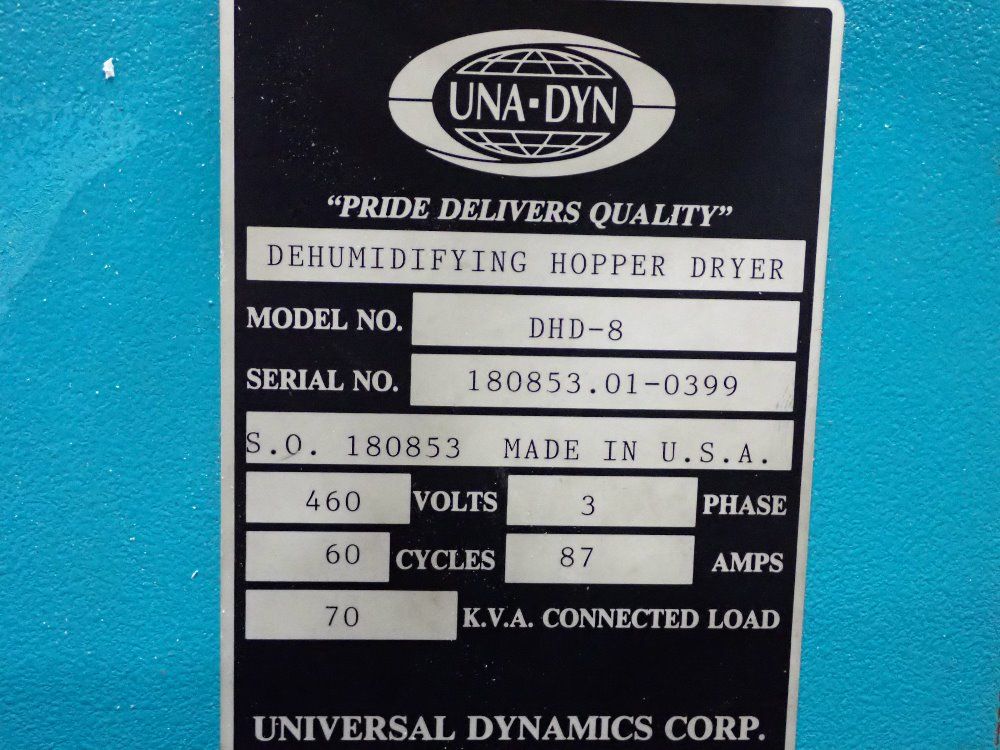 UNA-DYN
"PRIDE DELIVERS QUALITY"
DEHUMIDIFYING HOPPER DRYER
MODEL NO. DHD-8
SERIAL NO. 180853.01-0399
S.O. 180853 MADE IN U.S.A.
460 VOLTS 3 PHASE
60 CYCLES 87 AMPS
70 K.V.A. CONNECTED LOAD
UNIVERSAL DYNAMICS CORP.